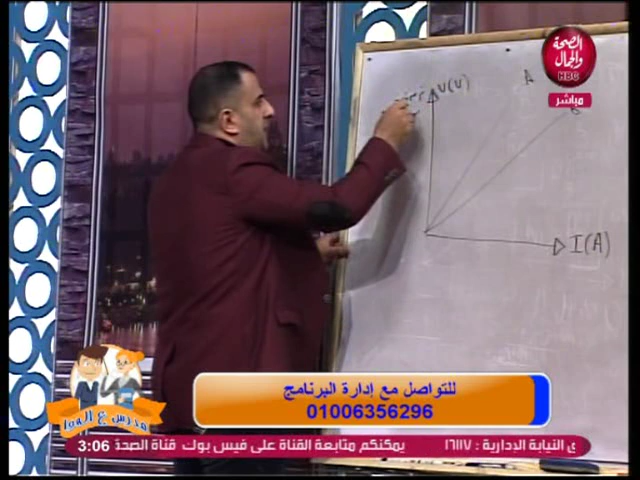 الصحة
والجمال
HBC
مباشر
V(V)
A
I(A)
للتواصل مع إدارة البرنامج
01006356296
مدرس ع الهوا
ى النيابة الإدارية : ١٦١١٧ يمكنكم متابعة القناة على فيس بوك قناة الصحة 3:06